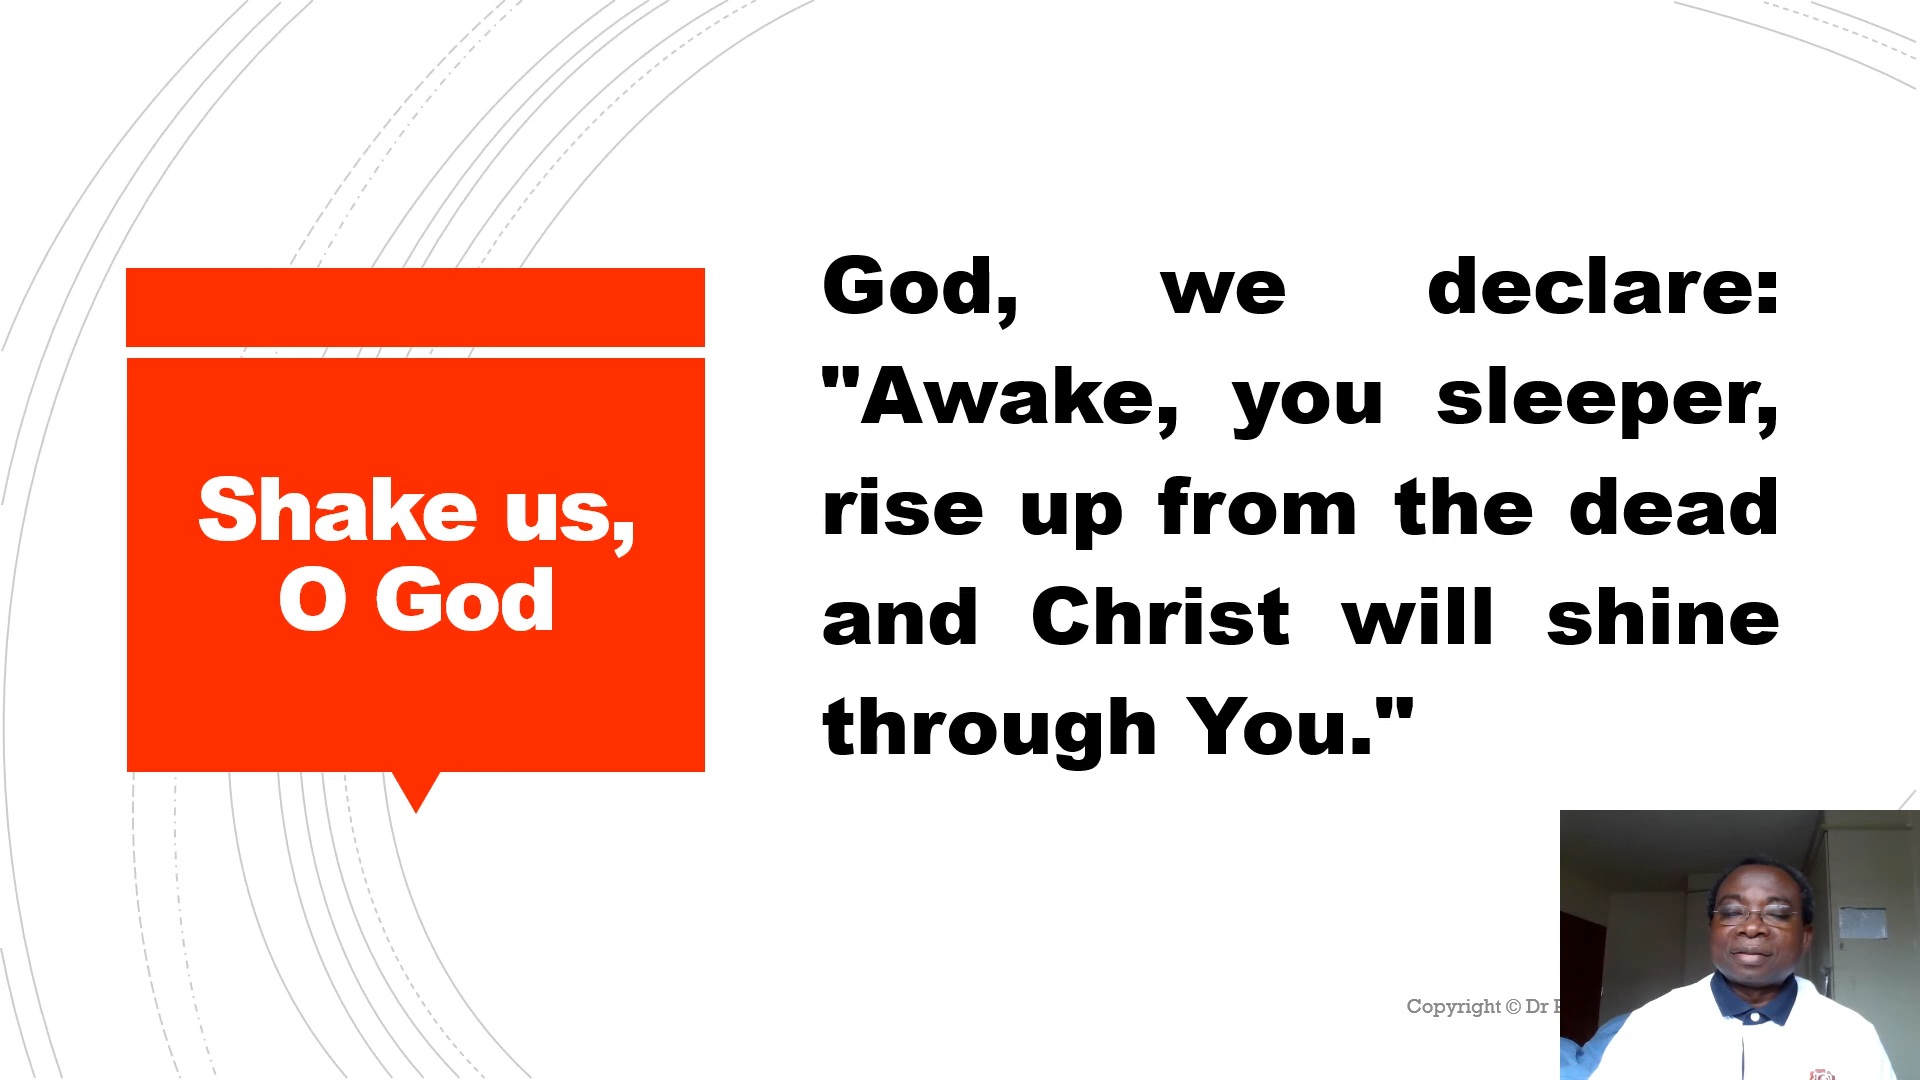 Shake us,
O God
God, we declare:
"Awake, you sleeper,
rise up from the dead
and Christ will shine
through You."
Copyright © Dr